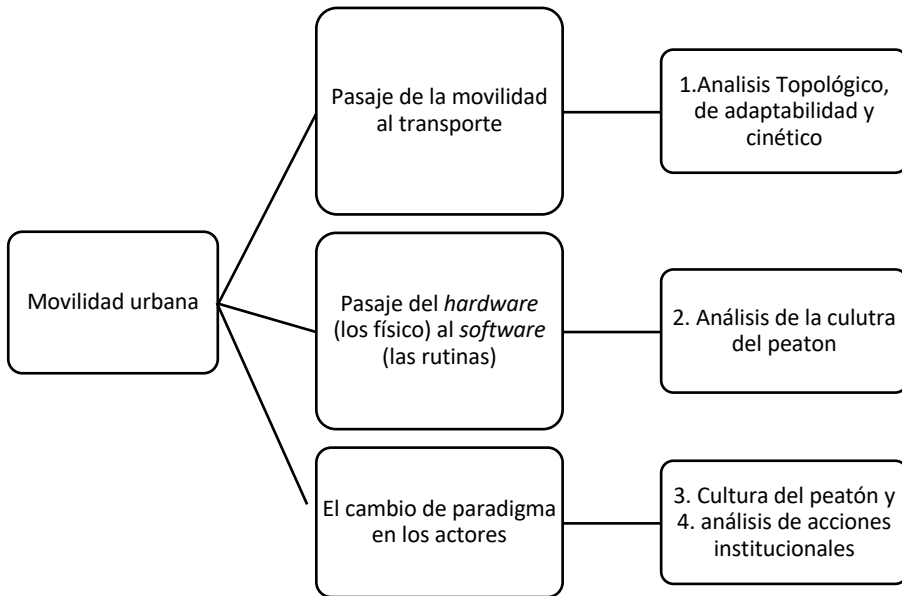 Movilidad urbana
Pasaje de la movilidad
al transporte
1.Analisis Topológico,
de adaptabilidad y
cinético
Pasaje del hardware
(los físico) al software
(las rutinas)
2. Análisis de la culutra
del peaton
El cambio de paradigma
en los actores
3. Cultura del peatón y
4. análisis de acciones
institucionales